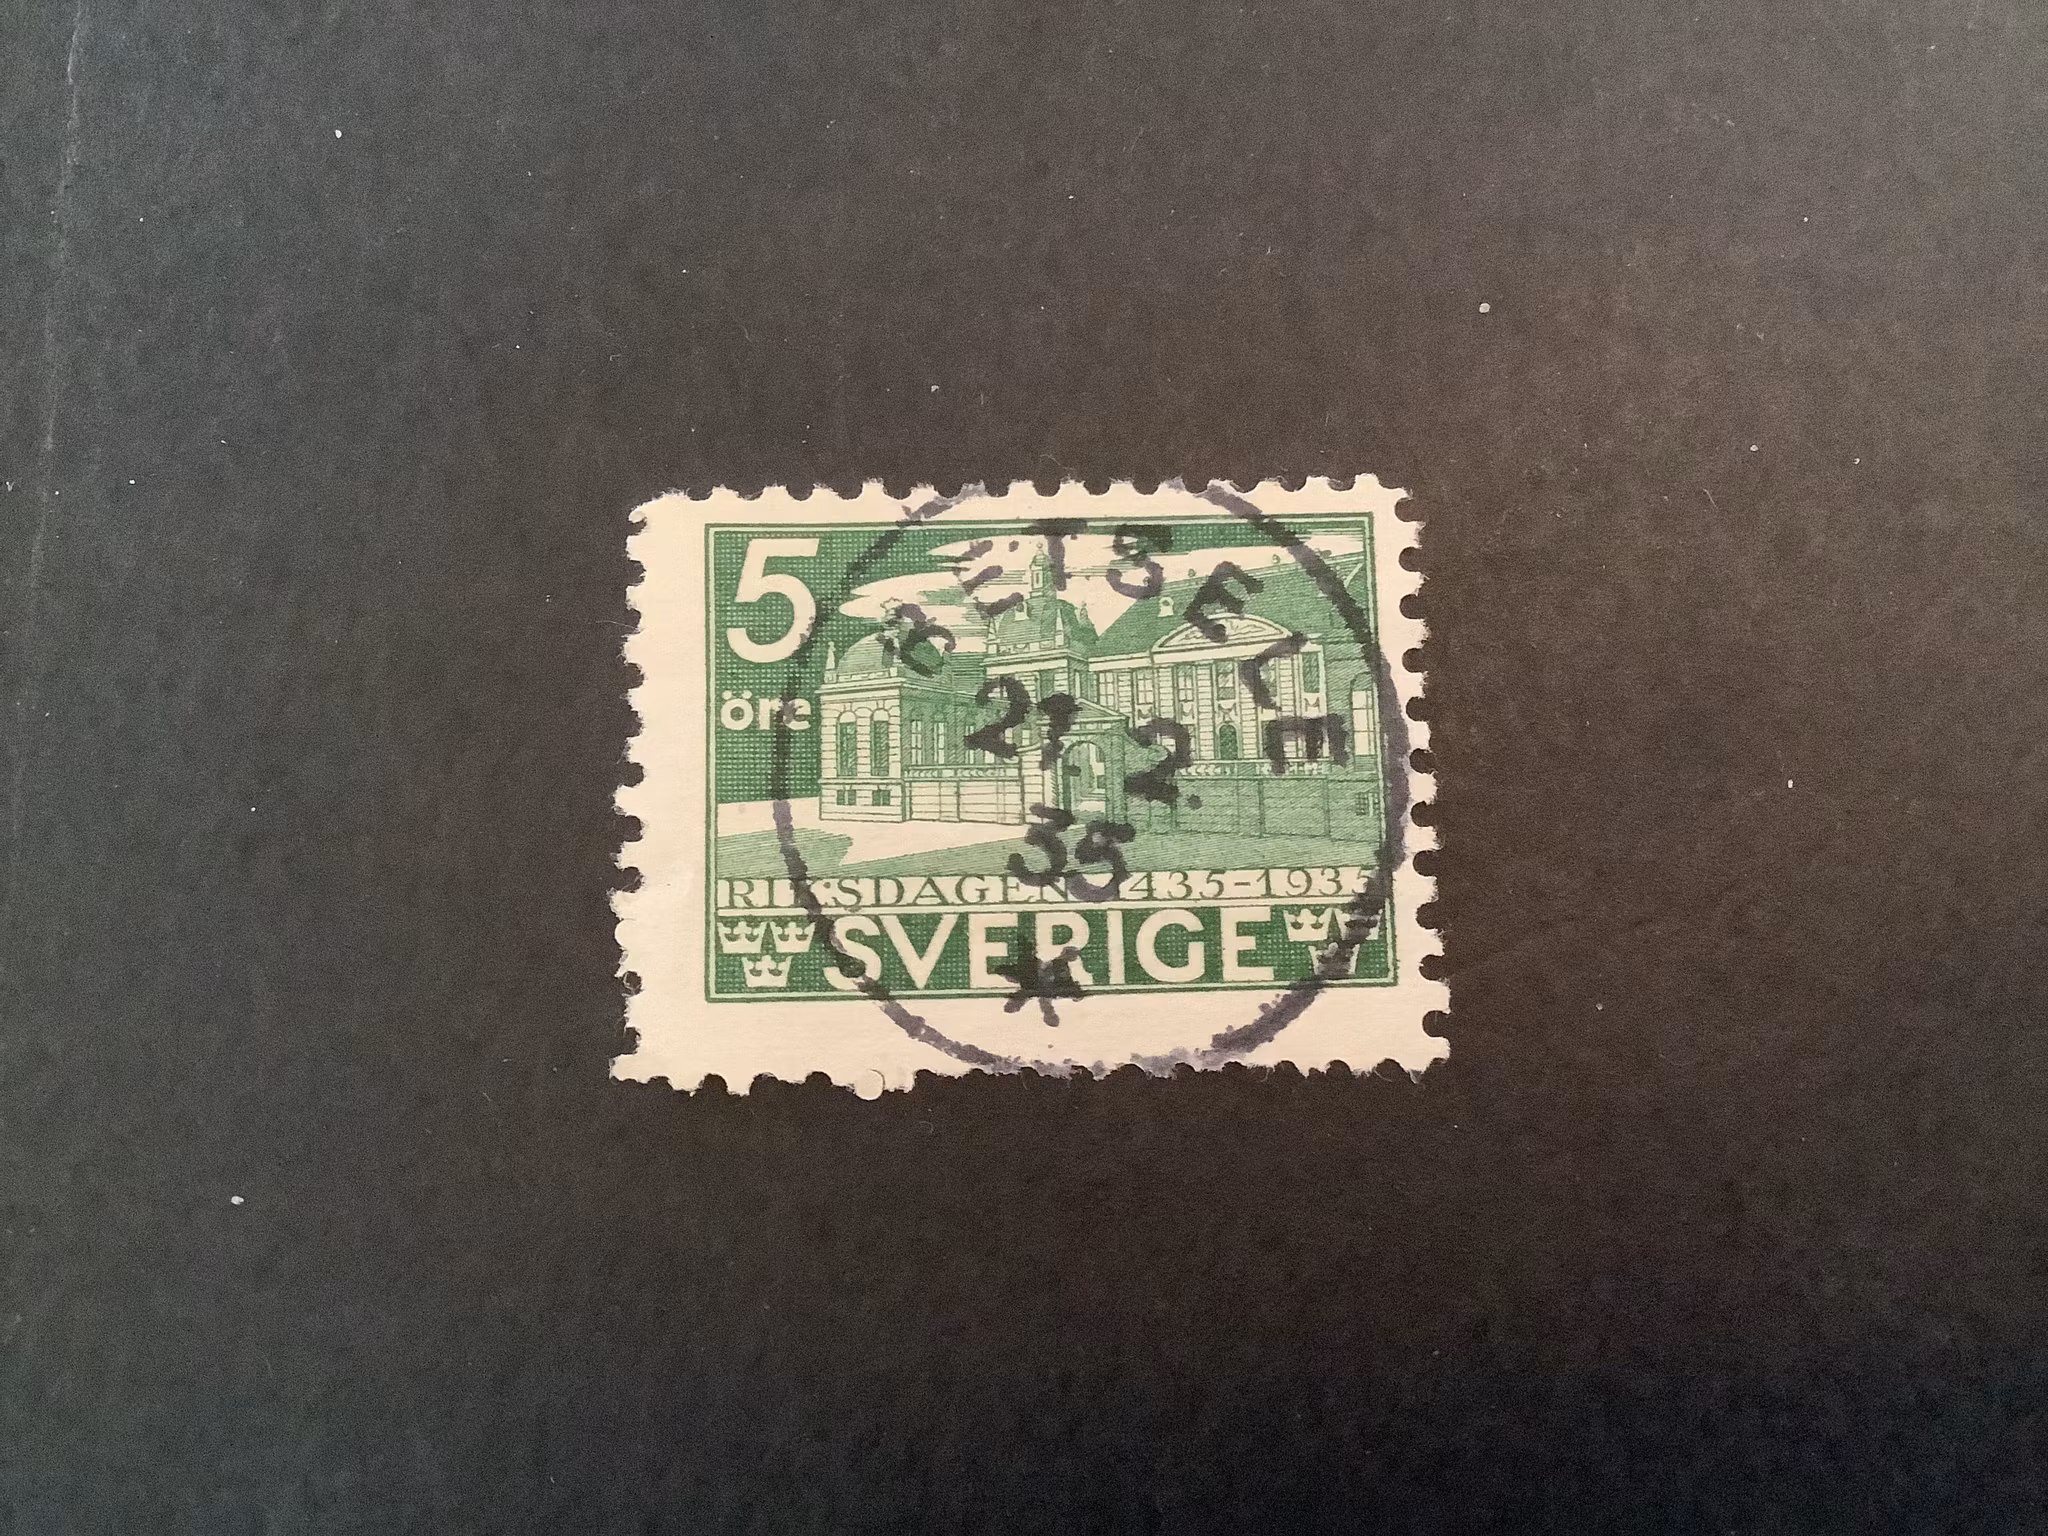 5
öre
21. 2.
35
RIKSDAGEN 1435-1935
SVERIGE